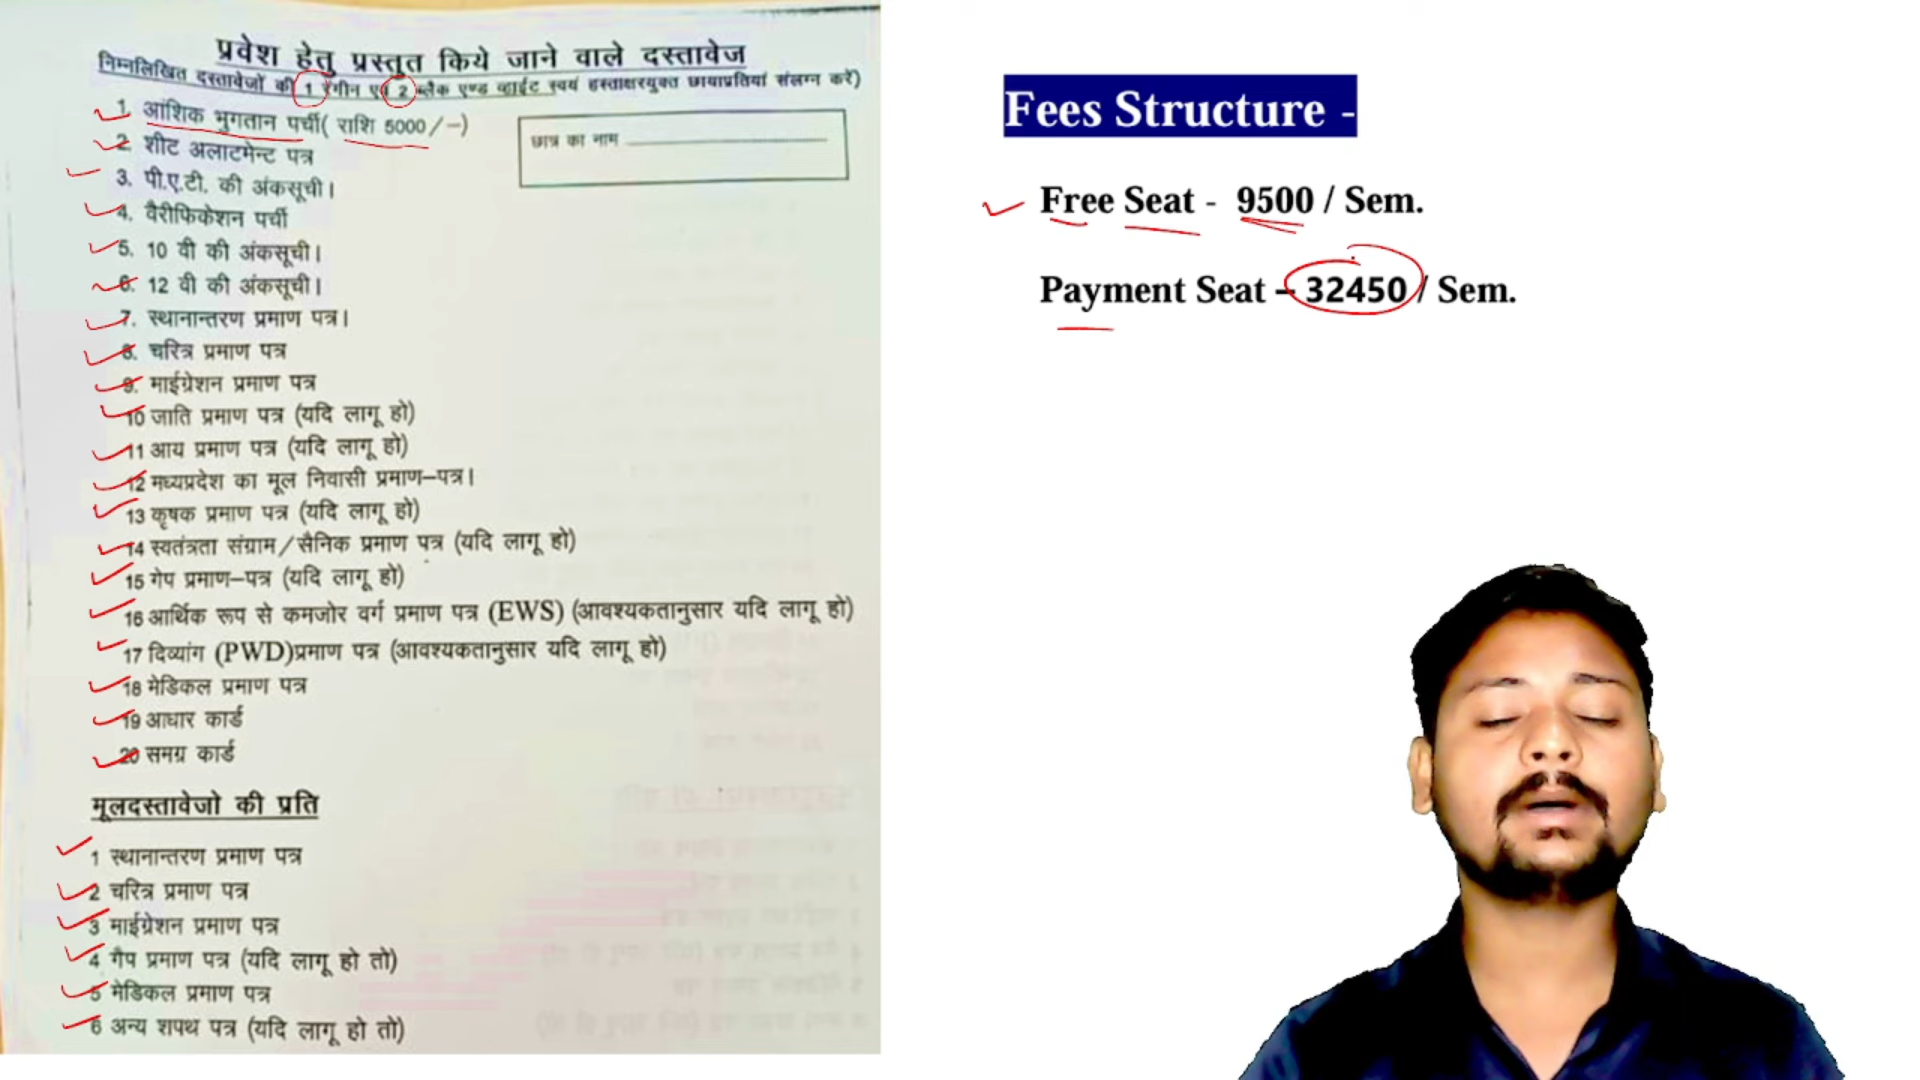 प्रवेश हेतु प्रस्तुत किये जाने वाले दस्तावेज
निम्नलिखित दस्तावेजों की 1 रंगीन एवं 2 ब्लैक एण्ड व्हाईट स्वयं हस्ताक्षरयुक्त छायाप्रतियां संलग्न करें)
1. आंशिक भुगतान पर्ची( राशि 5000/-)
छात्र का नाम
2. शीट अलाटमेन्ट पत्र
3. पी.ए.टी. की अंकसूची।
4. वैरीफिकेशन पर्ची
5. 10 वी की अंकसूची।
6. 12 वी की अंकसूची।
7. स्थानान्तरण प्रमाण पत्र।
8. चरित्र प्रमाण पत्र
9. माईग्रेशन प्रमाण पत्र
10 जाति प्रमाण पत्र (यदि लागू हो)
11 आय प्रमाण पत्र (यदि लागू हो)
12 मध्यप्रदेश का मूल निवासी प्रमाण–पत्र।
13 कृषक प्रमाण पत्र (यदि लागू हो)
14 स्वतंत्रता संग्राम/सैनिक प्रमाण पत्र (यदि लागू हो)
15 गेप प्रमाण–पत्र (यदि लागू हो)
16 आर्थिक रूप से कमजोर वर्ग प्रमाण पत्र (EWS) (आवश्यकतानुसार यदि लागू हो)
17 दिव्यांग (PWD)प्रमाण पत्र (आवश्यकतानुसार यदि लागू हो)
18 मेडिकल प्रमाण पत्र
19 आधार कार्ड
20 समग्र कार्ड
मूलदस्तावेजो की प्रति
1 स्थानान्तरण प्रमाण पत्र
2 चरित्र प्रमाण पत्र
3 माईग्रेशन प्रमाण पत्र
4 गैप प्रमाण पत्र (यदि लागू हो तो)
5 मेडिकल प्रमाण पत्र
6 अन्य शपथ पत्र (यदि लागू हो तो)
Fees Structure -
Free Seat - 9500 / Sem.
Payment Seat – 32450 / Sem.